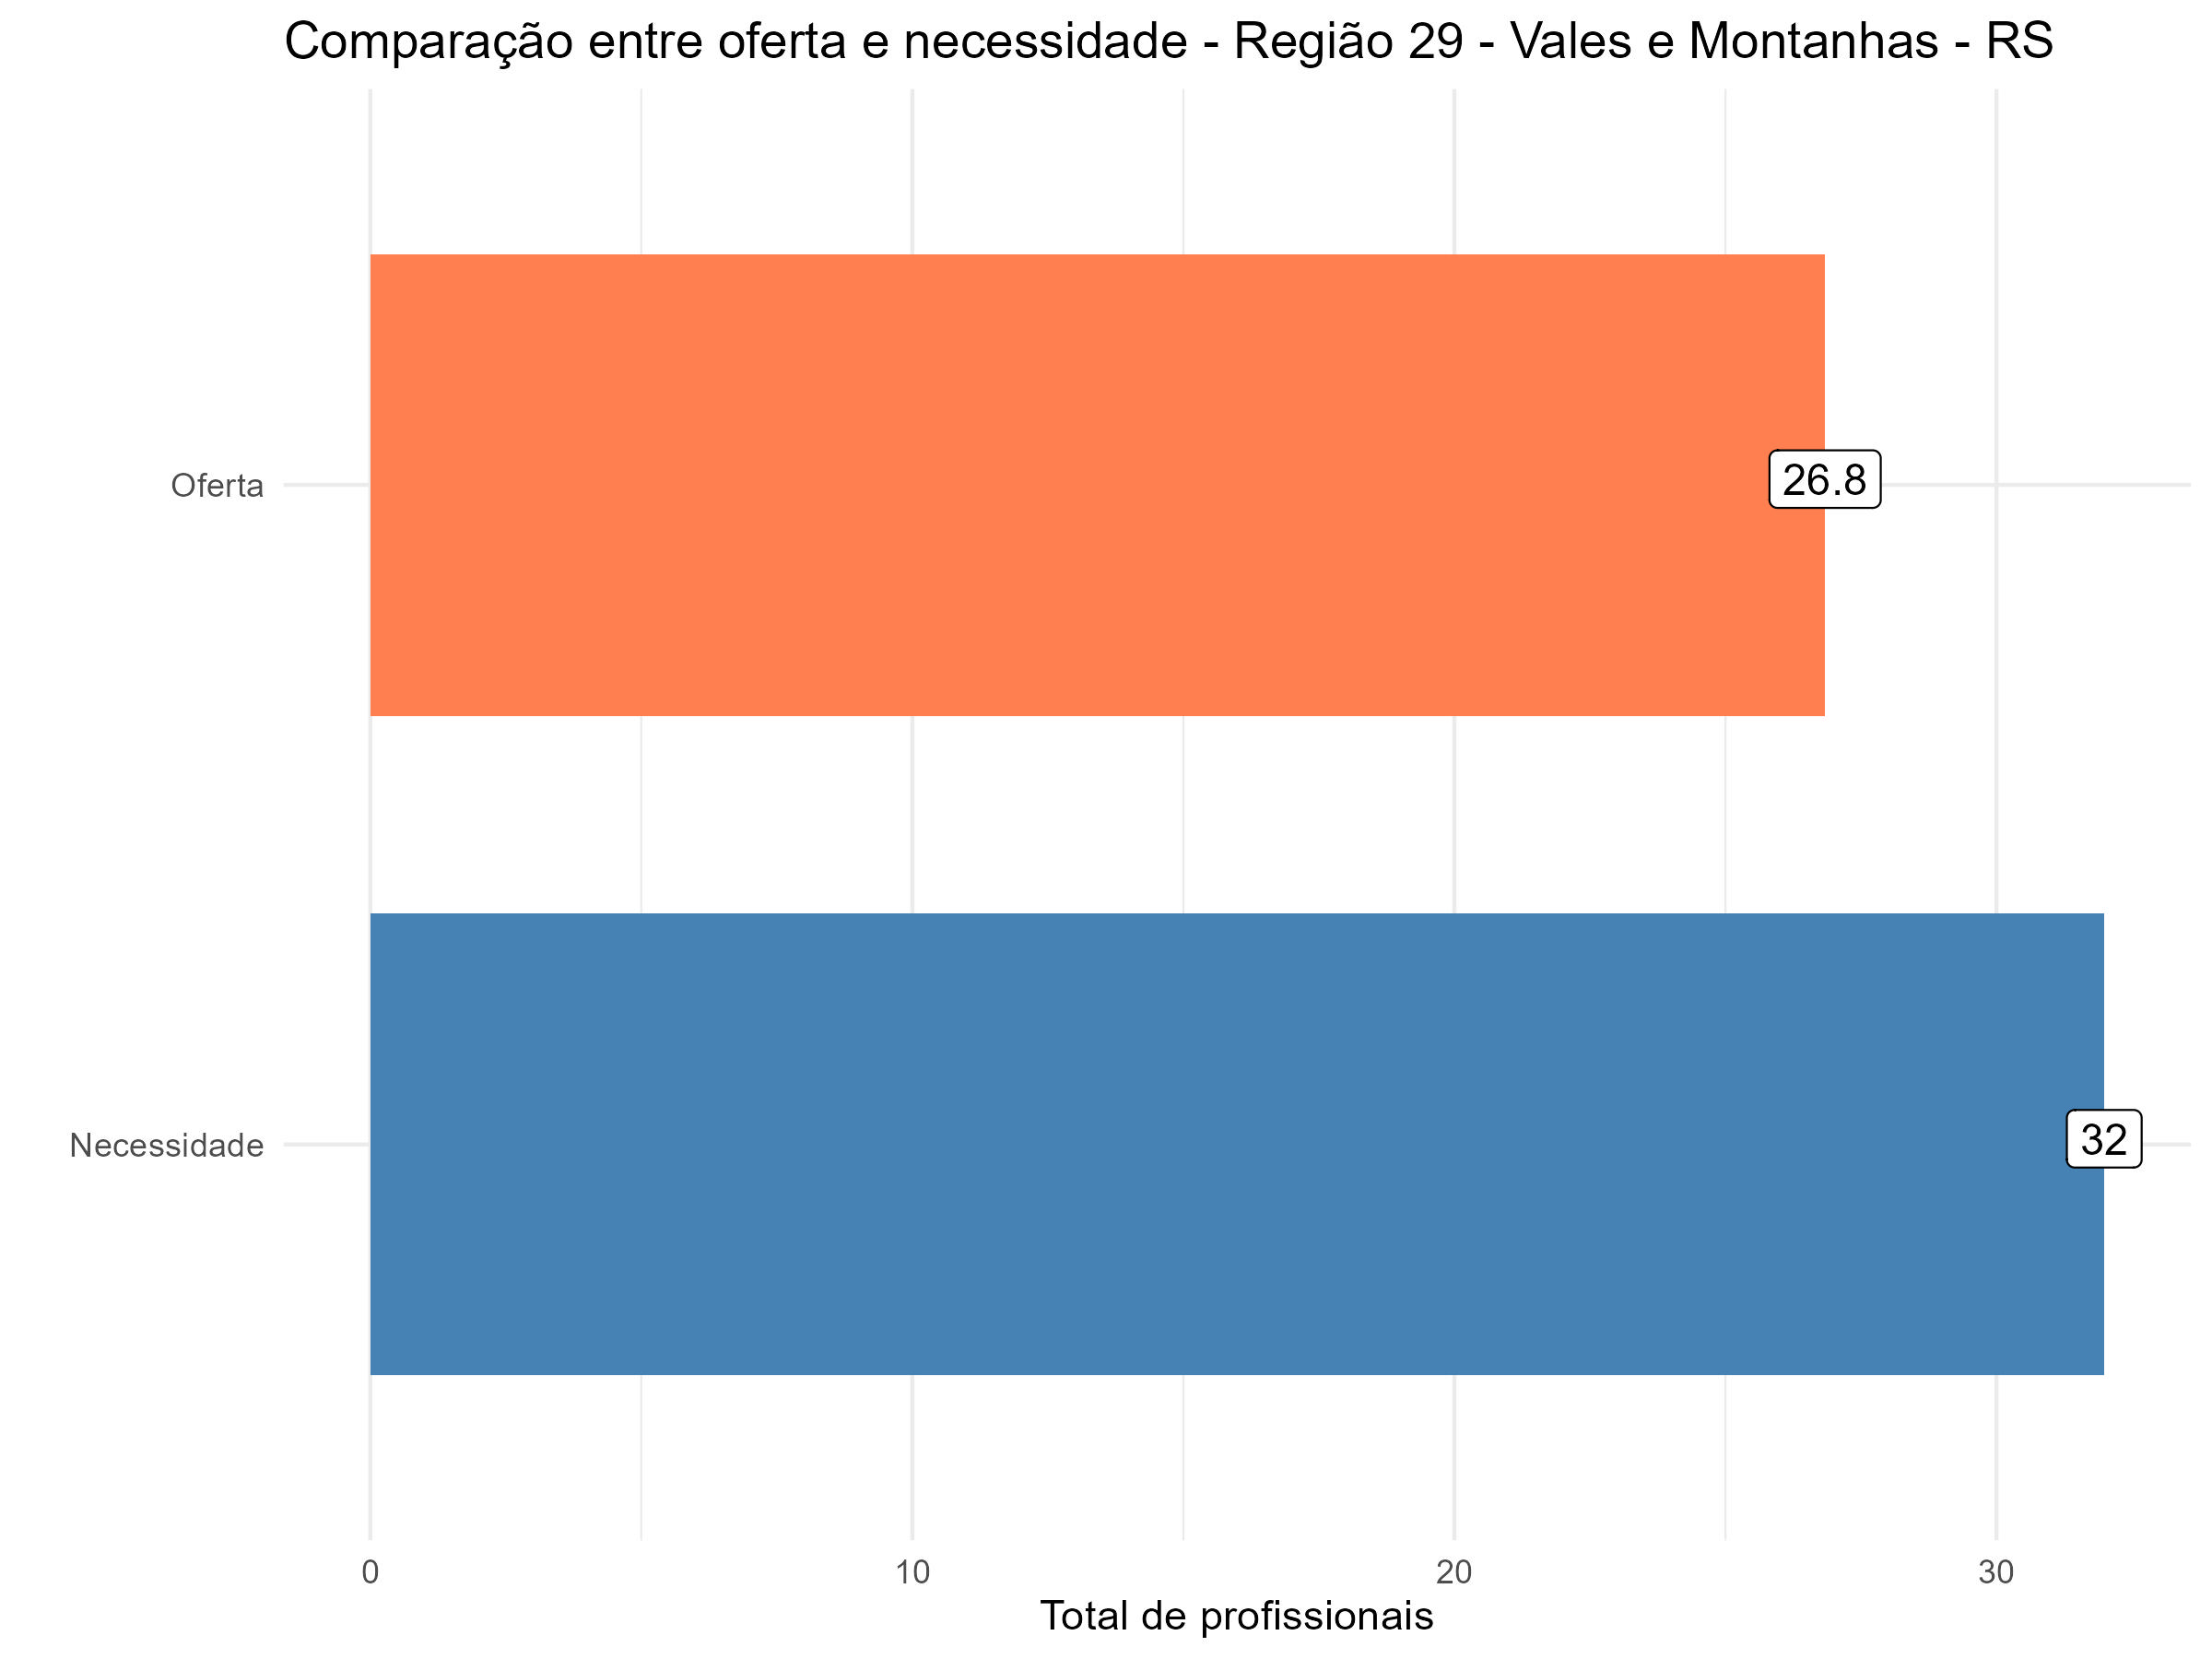 Comparação entre oferta e necessidade - Região 29 - Vales e Montanhas - RS
Oferta
26.8
Necessidade
32
0 10 20 30
Total de profissionais